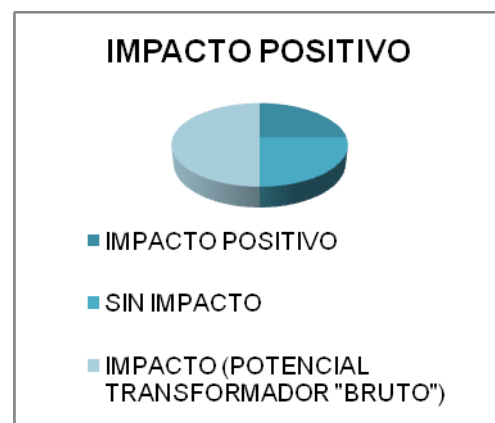 IMPACTO POSITIVO
IMPACTO POSITIVO
SIN IMPACTO
IMPACTO (POTENCIAL
TRANSFORMADOR "BRUTO")